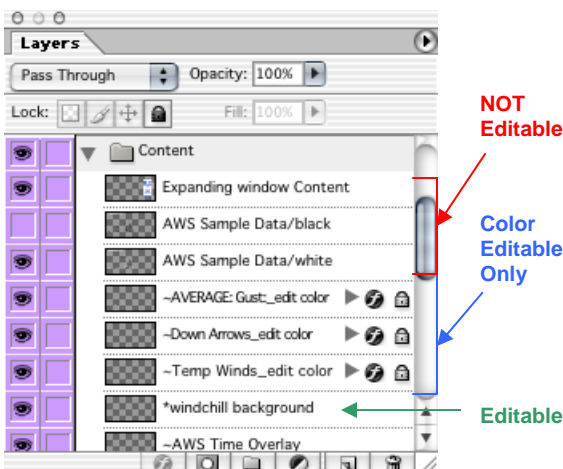 Layers
Pass Through Opacity: 100%
Lock: Fill: 100%
Content
Expanding window Content
AWS Sample Data/black
AWS Sample Data/white
~AVERAGE: Gust:_edit color
~Down Arrows_edit color
~Temp Winds_edit color
*windchill background
~AWS Time Overlay
NOT
Editable
Color
Editable
Only
Editable